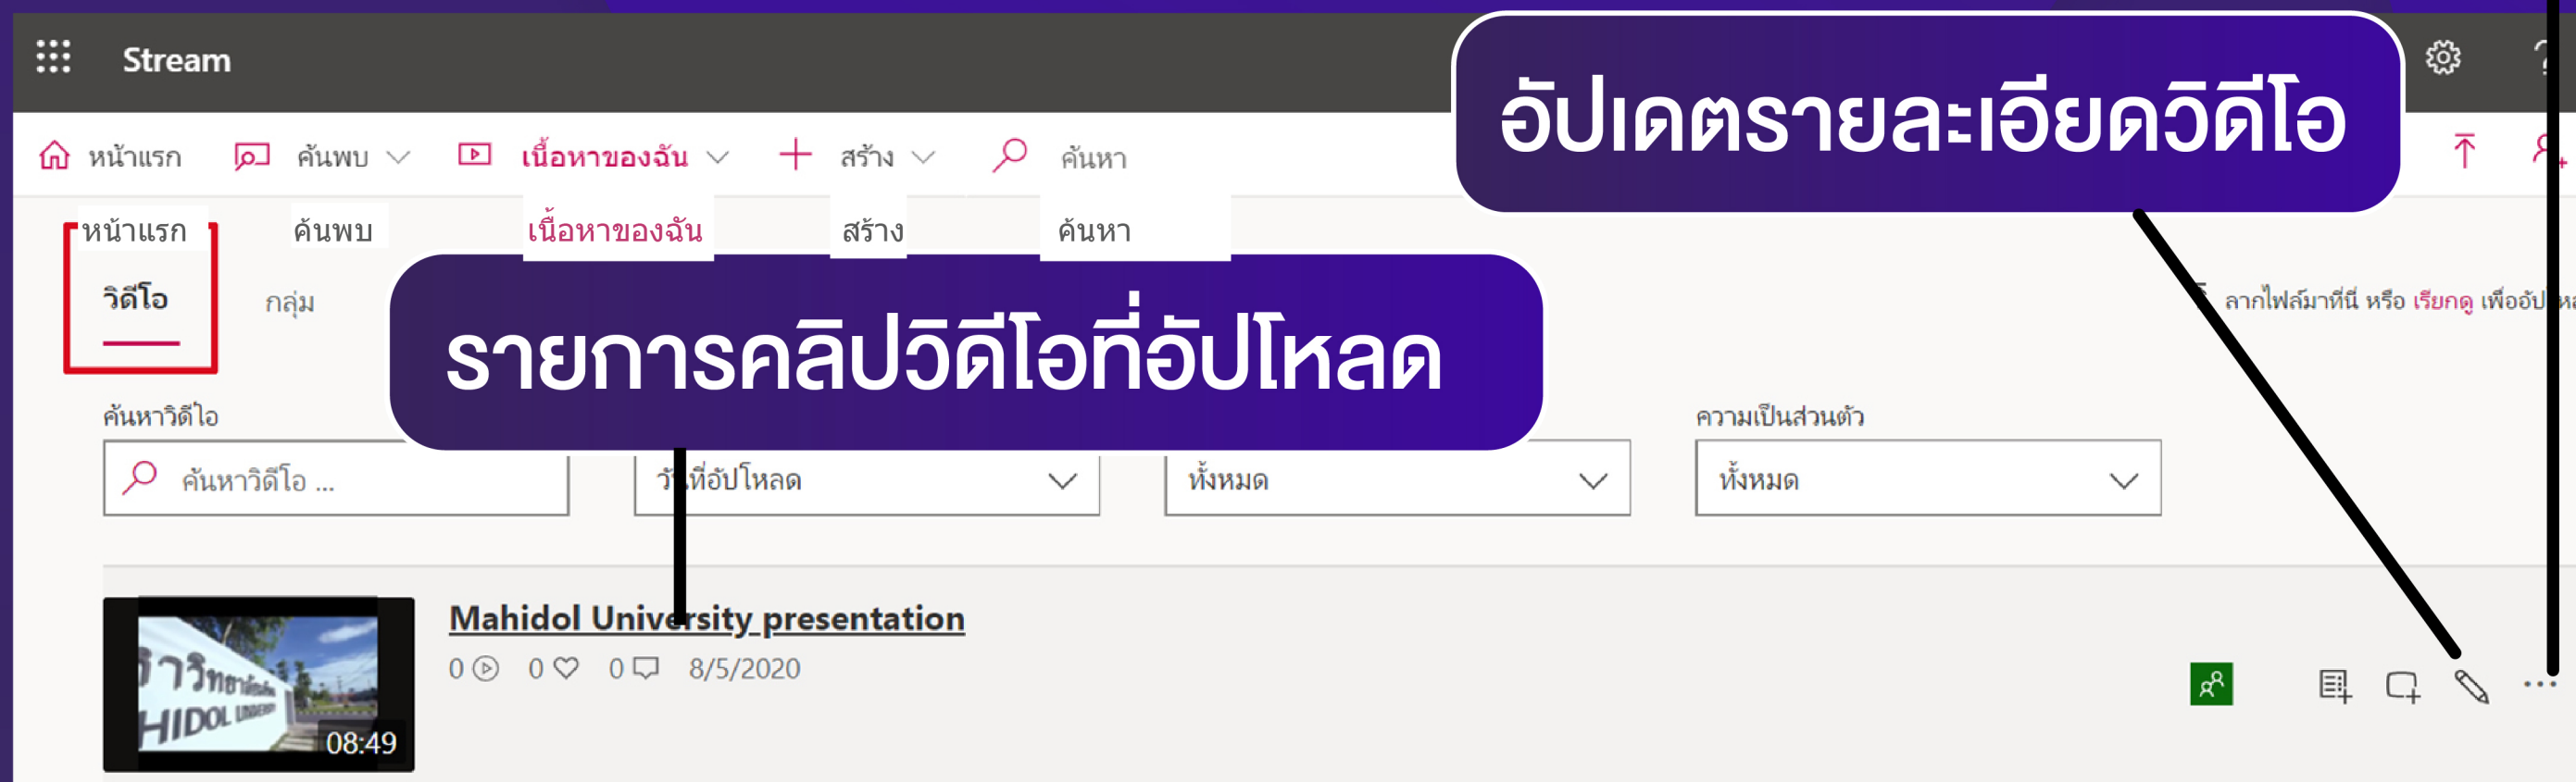 Stream
อัปเดตรายละเอียดวิดีโอ
หน้าแรก ค้นพบ เนื้อหาของฉัน สร้าง ค้นหา
หน้าแรก ค้นพบ เนื้อหาของฉัน สร้าง ค้นหา
วิดีโอ กลุ่ม
ลากไฟล์มาที่นี่ หรือ เรียกดู
รายการคลิปวิดีโอที่อัปโหลด
ค้นหาวิดีโอ ความเป็นส่วนตัว
ค้นหาวิดีโอ ... วันที่อัปโหลด ทั้งหมด ทั้งหมด
Mahidol University presentation
0 0 0 8/5/2020
08:49